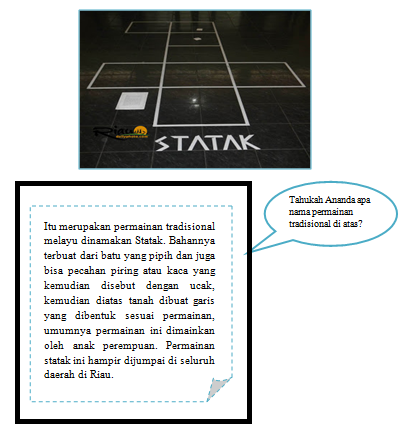 Riau
STATAK
Tahukah Ananda apa
nama permainan
tradisional di atas?
Itu merupakan permainan tradisional
melayu dinamakan Statak. Bahannya
terbuat dari batu yang pipih dan juga
bisa pecahan piring atau kaca yang
kemudian disebut dengan ucak,
kemudian diatas tanah dibuat garis
yang dibentuk sesuai permainan,
umumnya permainan ini dimainkan
oleh anak perempuan. Permainan
statak ini hampir dijumpai di seluruh
daerah di Riau.